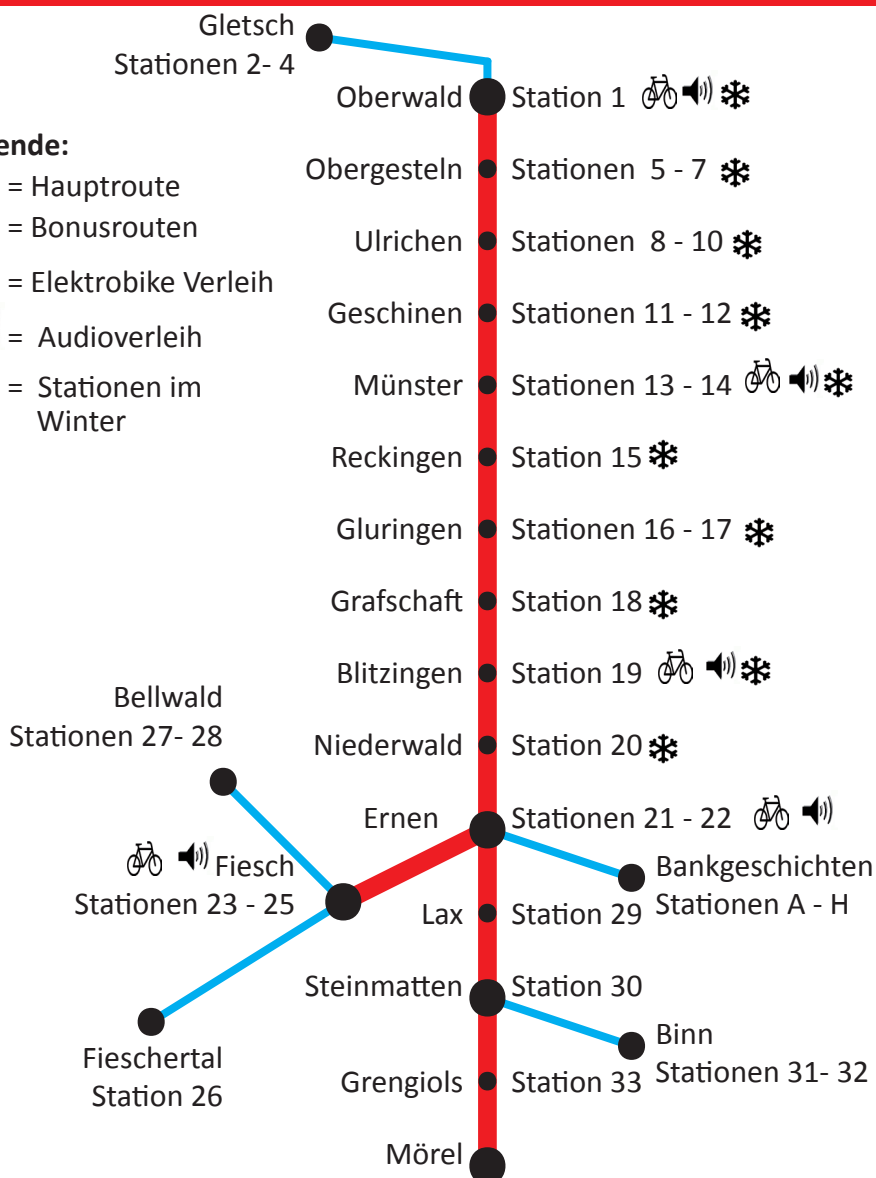 Gletsch
Stationen 2- 4
Oberwald Station 1
ende:
= Hauptroute
= Bonusrouten
= Elektrobike Verleih
= Audioverleih
= Stationen im
Winter
Obergesteln Stationen 5 - 7
Ulrichen Stationen 8 - 10
Geschinen Stationen 11 - 12
Münster Stationen 13 - 14
Reckingen Station 15
Gluringen Stationen 16 - 17
Grafschaft Station 18
Blitzingen Station 19
Bellwald
Stationen 27- 28
Niederwald Station 20
Ernen Stationen 21 - 22
Fiesch
Stationen 23 - 25
Bankgeschichten
Stationen A - H
Lax Station 29
Steinmatten Station 30
Binn
Stationen 31- 32
Fieschertal
Station 26
Grengiols Station 33
Mörel